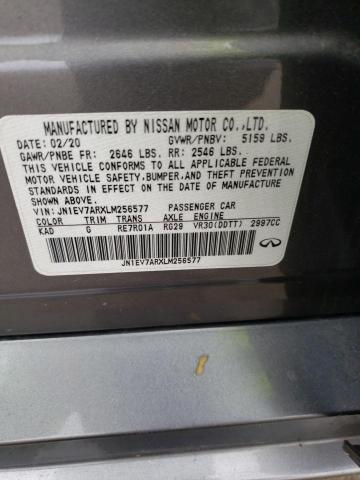 MANUFACTURED BY NISSAN MOTOR CO.,LTD.
DATE: 02/20 GVWR/PNBV: 5159 LBS.
GAWR/PNBE FR: 2646 LBS. RR: 2546 LBS.
THIS VEHICLE CONFORMS TO ALL APPLICABLE FEDERAL
MOTOR VEHICLE SAFETY,BUMPER,AND THEFT PREVENTION
STANDARDS IN EFFECT ON THE DATE OF MANUFACTURE
SHOWN ABOVE.
VIN: JN1EV7ARXLM256577 PASSENGER CAR
COLOR TRIM TRANS AXLE ENGINE
KAD G RE7R01A RG29 VR30(DDTT) 2997CC
JN1EV7ARXLM256577
INFINITI